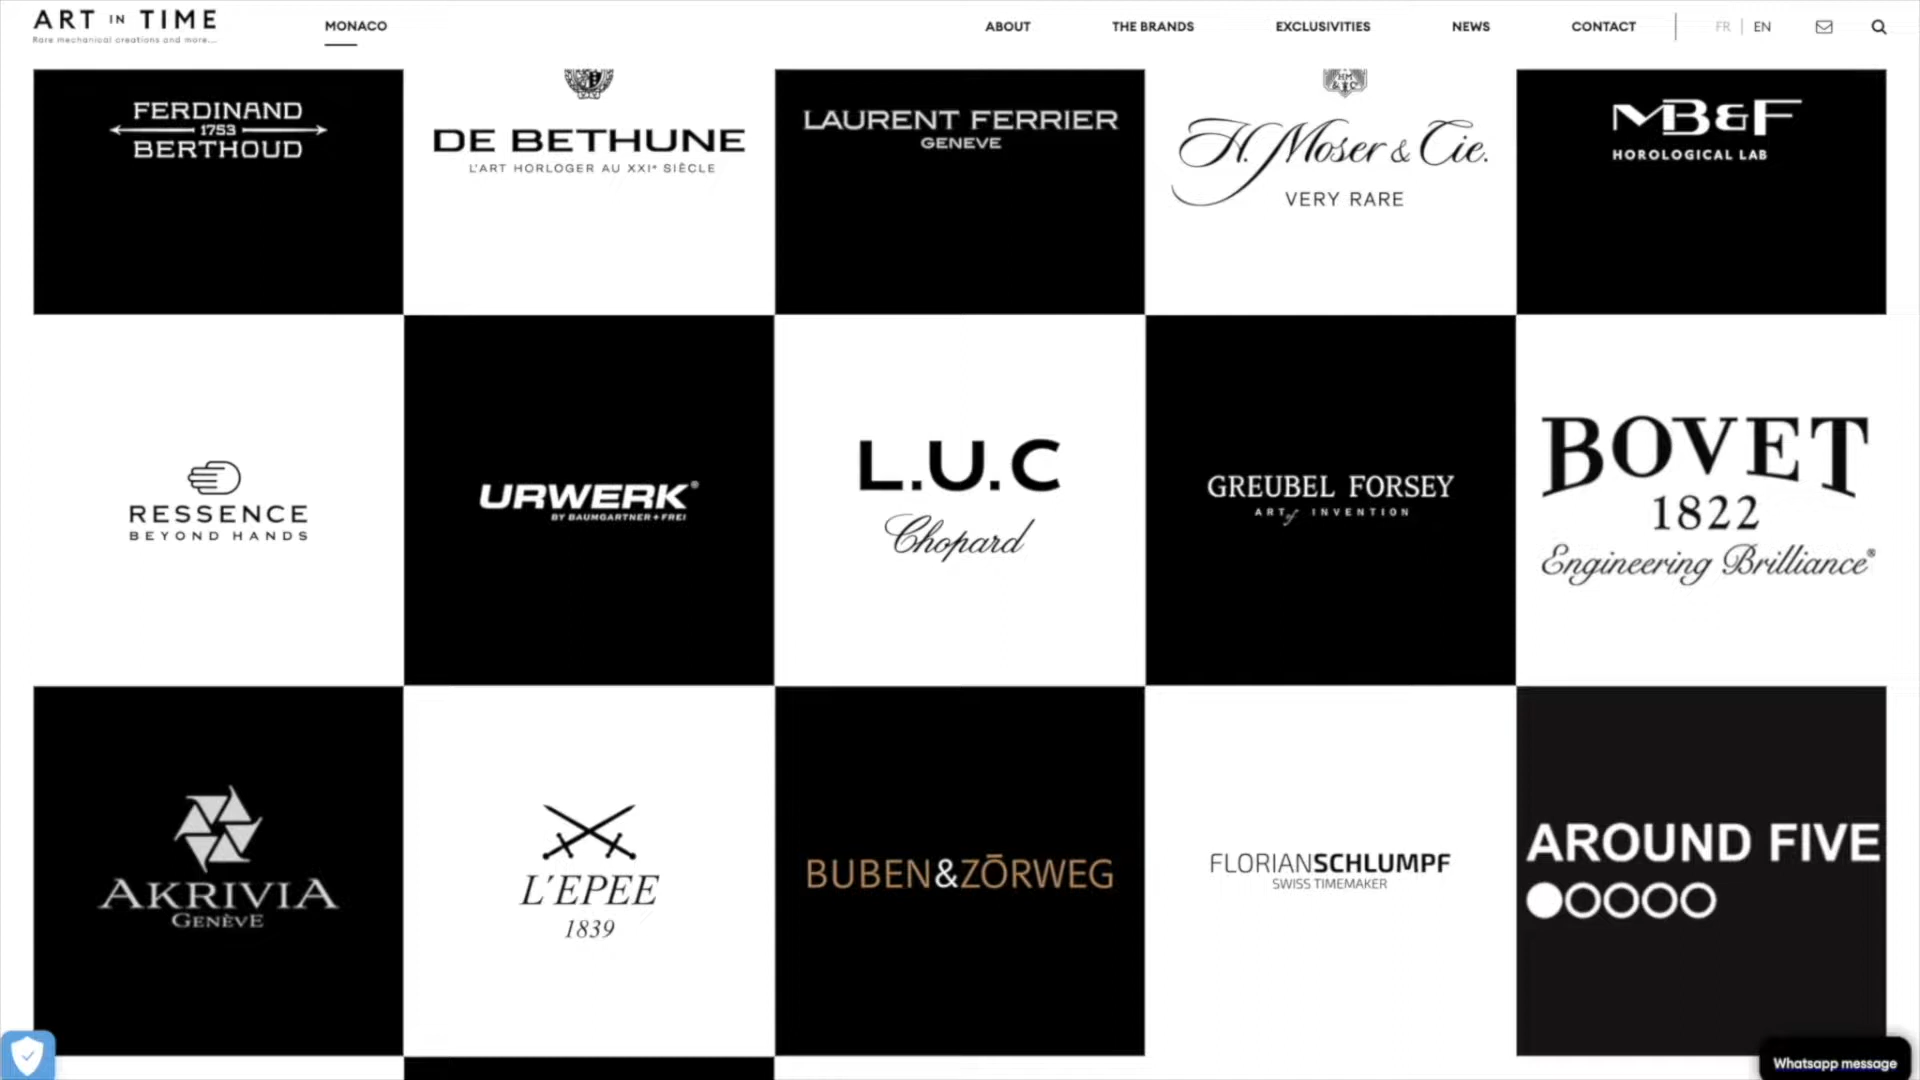 ART IN TIME
Rare mechanical creations and more...
MONACO
ABOUT
THE BRANDS
EXCLUSIVITIES
NEWS
CONTACT
FR | EN
FERDINAND
1753
BERTHOUD
DE BETHUNE
L'ART HORLOGER AU XXIe SIÈCLE
LAURENT FERRIER
GENEVE
HM
& C
H. Moser & Cie.
VERY RARE
MB&F
HOROLOGICAL LAB
RESSENCE
BEYOND HANDS
URWERK®
BY BAUMGARTNER + FREI
L.U.C
Chopard
GREUBEL FORSEY
ART of INVENTION
BOVET
1822
Engineering Brilliance®
AKRIVIA
GENÈVE
L'EPEE
1839
BUBEN&ZŌRWEG
FLORIANSCHLUMPF
SWISS TIMEMAKER
AROUND FIVE
Whatsapp message